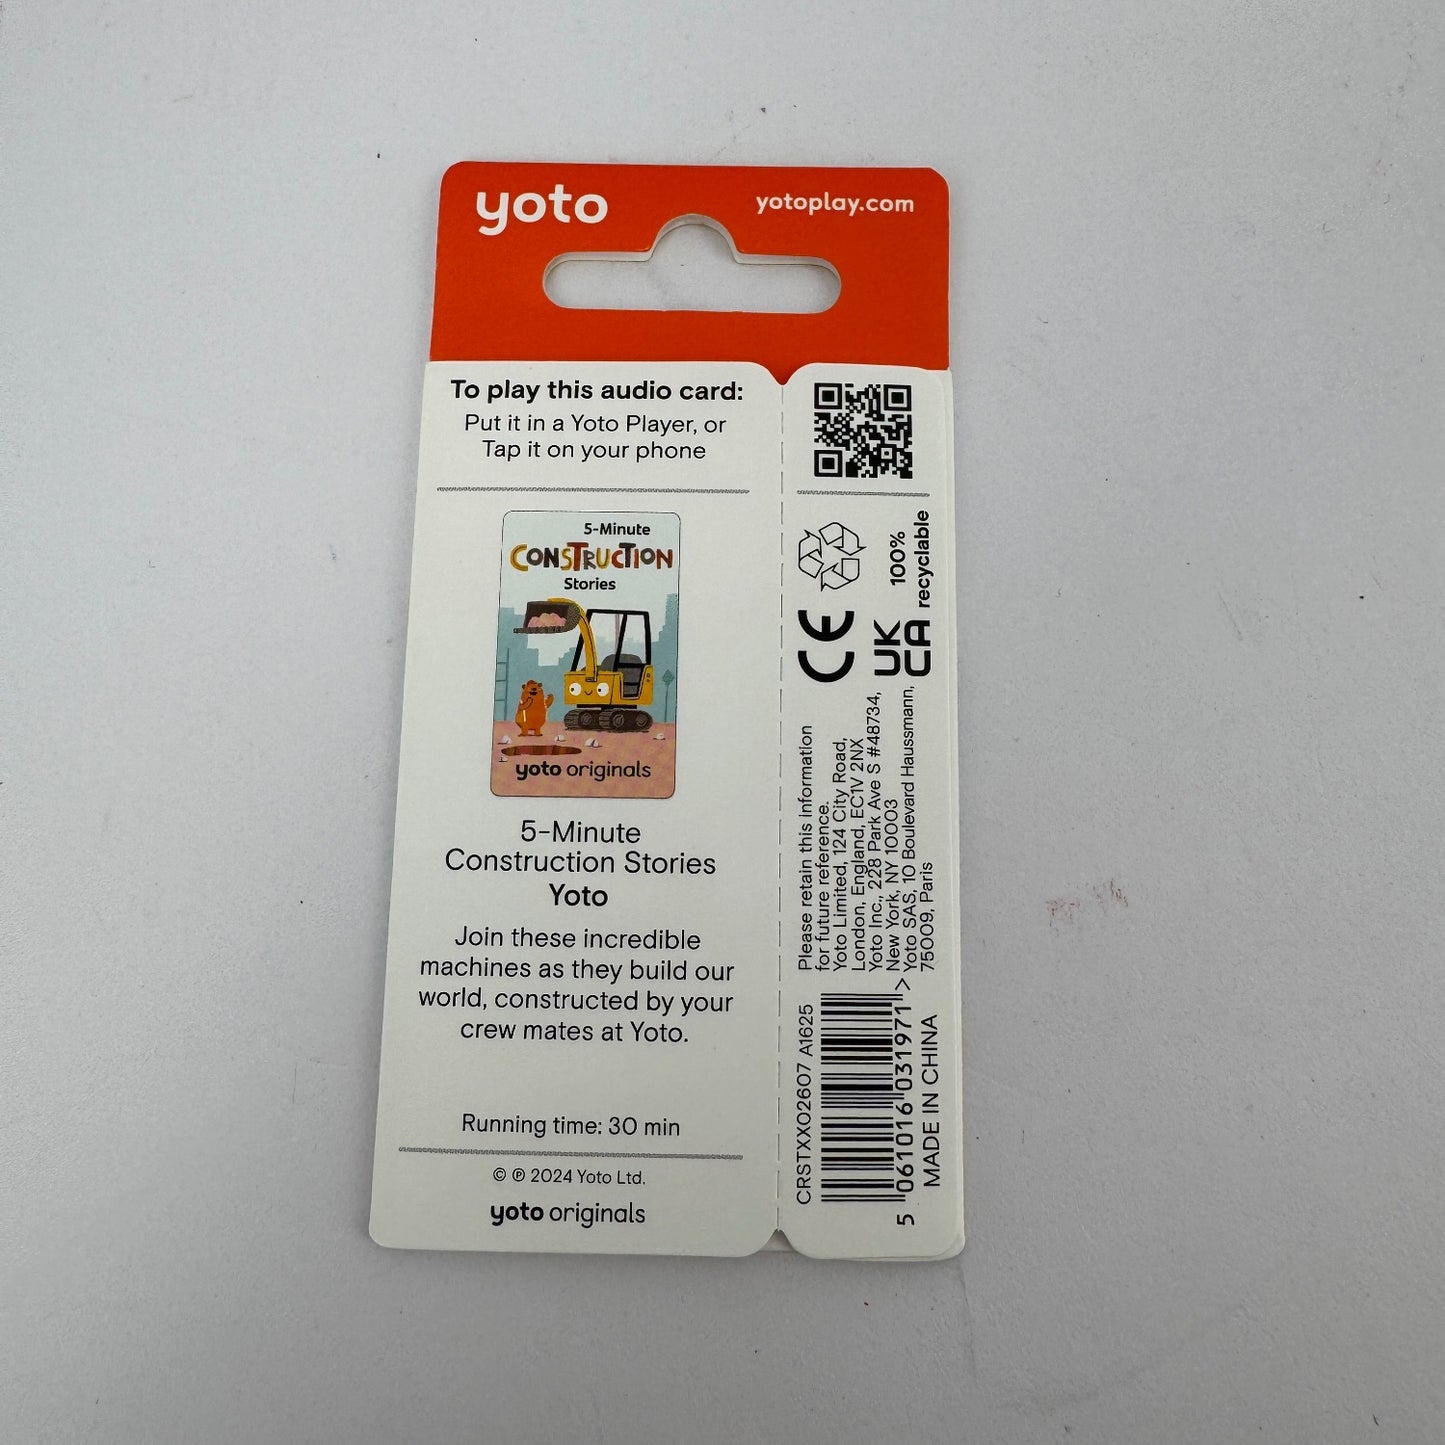 yoto
yotoplay.com
To play this audio card:
Put it in a Yoto Player, or
Tap it on your phone
5-Minute
CONSTRUCTION
Stories
yoto originals
5-Minute
Construction Stories
Yoto
Join these incredible
machines as they build our
world, constructed by your
crew mates at Yoto.
Running time: 30 min
© ℗ 2024 Yoto Ltd.
yoto originals
100%
recyclable
CE
UK
CA
Please retain this information
for future reference.
Yoto Limited, 124 City Road,
London, England, EC1V 2NX
Yoto Inc., 228 Park Ave S #48734,
New York, NY 10003
Yoto SAS, 10 Boulevard Haussmann,
75009, Paris
CRSTXX02607 A1625
5 061016 031971 >
MADE IN CHINA